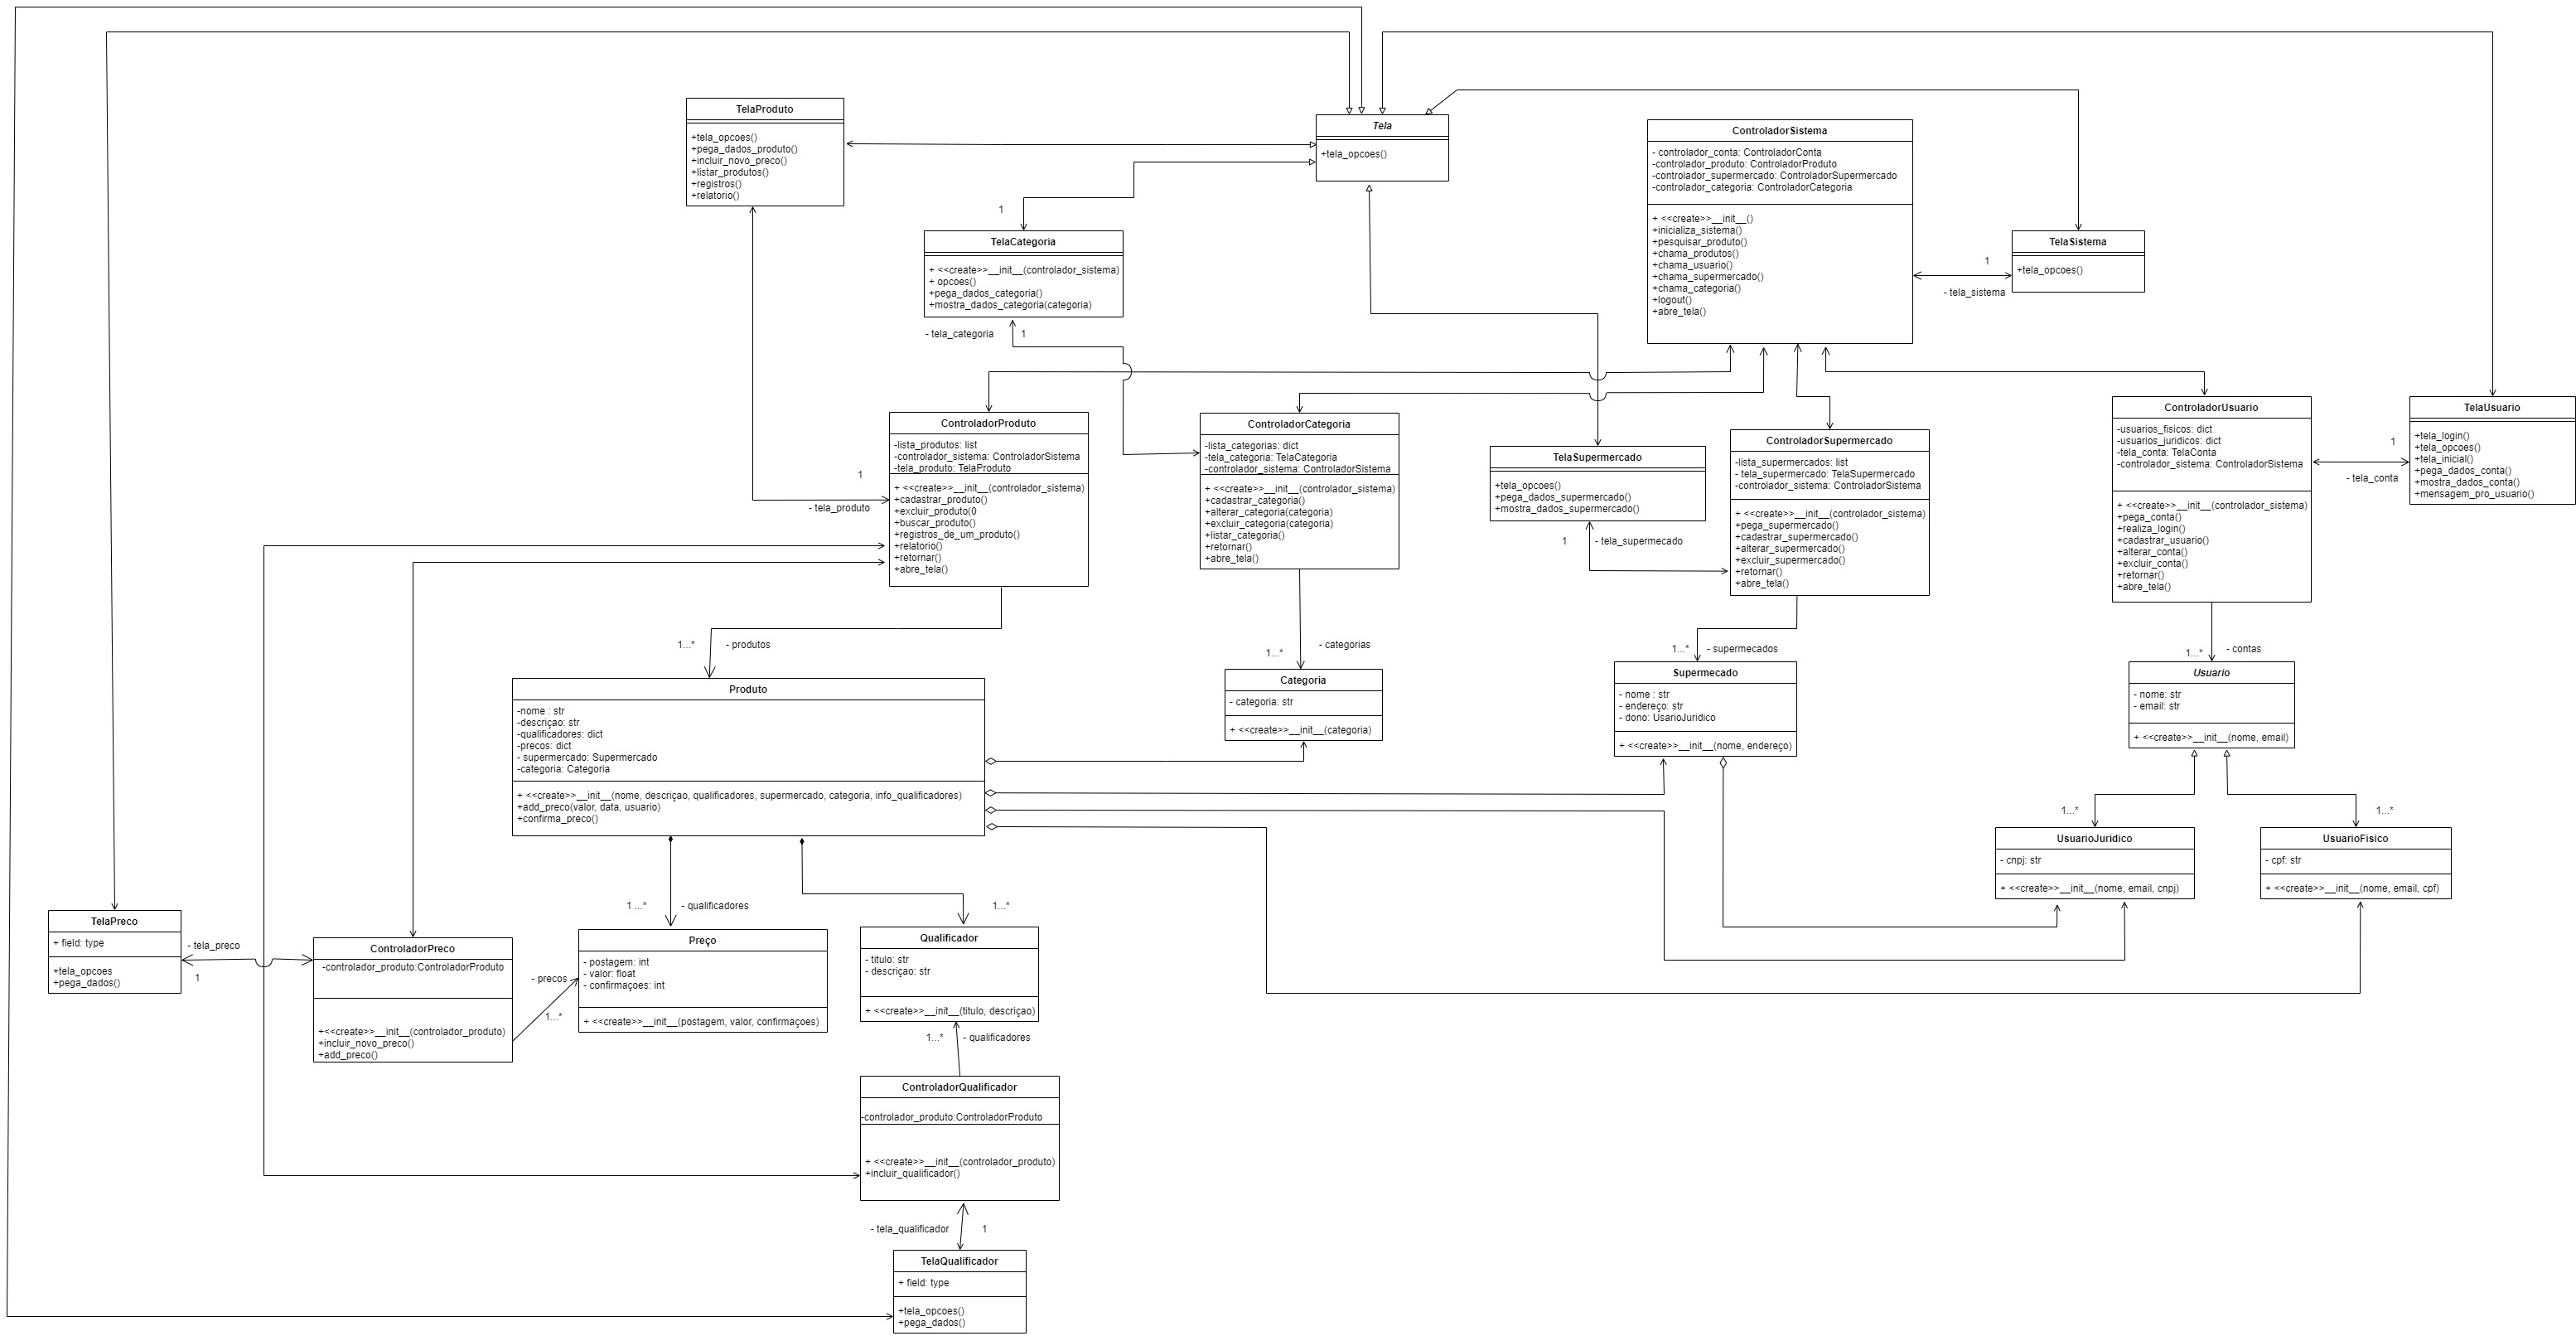 TelaProduto
+tela_opcoes()
+pega_dados_produto()
+incluir_novo_preco()
+listar_produtos()
+registros()
+relatorio()
Tela
+tela_opcoes()
ControladorSistema
- controlador_conta: ControladorConta
-controlador_produto: ControladorProduto
-controlador_supermercado: ControladorSupermercado
-controlador_categoria: ControladorCategoria
+ <<create>>__init__()
+inicializa_sistema()
+pesquisar_produto()
+chama_produtos()
+chama_usuario()
+chama_supermercado()
+chama_categoria()
+logout()
+abre_tela()
1
- tela_sistema
TelaSistema
+tela_opcoes()
1
TelaCategoria
+ <<create>>__init__(controlador_sistema)
+ opcoes()
+pega_dados_categoria()
+mostra_dados_categoria(categoria)
- tela_categoria
1
ControladorProduto
-lista_produtos: list
-controlador_sistema: ControladorSistema
-tela_produto: TelaProduto
+ <<create>>__init__(controlador_sistema)
+cadastrar_produto()
+excluir_produto(0
+buscar_produto()
+registros_de_um_produto()
+relatorio()
+retornar()
+abre_tela()
1
- tela_produto
ControladorCategoria
-lista_categorias: dict
-tela_categoria: TelaCategoria
-controlador_sistema: ControladorSistema
+ <<create>>__init__(controlador_sistema)
+cadastrar_categoria()
+alterar_categoria(categoria)
+excluir_categoria(categoria)
+listar_categoria()
+retornar()
+abre_tela()
TelaSupermercado
+tela_opcoes()
+pega_dados_supermercado()
+mostra_dados_supermercado()
1
- tela_supermecado
ControladorSupermercado
-lista_supermercados: list
- tela_supermercado: TelaSupermercado
-controlador_sistema: ControladorSistema
+ <<create>>__init__(controlador_sistema)
+pega_supermercado()
+cadastrar_supermercado()
+alterar_supermercado()
+excluir_supermercado()
+retornar()
+abre_tela()
ControladorUsuario
-usuarios_fisicos: dict
-usuarios_juridicos: dict
-tela_conta: TelaConta
-controlador_sistema: ControladorSistema
+ <<create>>__init__(controlador_sistema)
+pega_conta()
+realiza_login()
+cadastrar_usuario()
+alterar_conta()
+excluir_conta()
+retornar()
+abre_tela()
1
- tela_conta
TelaUsuario
+tela_login()
+tela_opcoes()
+tela_inicial()
+pega_dados_conta()
+mostra_dados_conta()
+mensagem_pro_usuario()
1...*
- produtos
1...*
- categorias
1...*
- supermecados
1...*
- contas
Produto
-nome : str
-descriçao: str
-qualificadores: dict
-precos: dict
- supermercado: Supermercado
-categoria: Categoria
+ <<create>>__init__(nome, descriçao, qualificadores, supermercado, categoria, info_qualificadores)
+add_preco(valor, data, usuario)
+confirma_preco()
Categoria
- categoria: str
+ <<create>>__init__(categoria)
Supermecado
- nome : str
- endereço: str
- dono: UsarioJuridico
+ <<create>>__init__(nome, endereço)
Usuario
- nome: str
- email: str
+ <<create>>__init__(nome, email)
1...*
1...*
UsuarioJuridico
- cnpj: str
+ <<create>>__init__(nome, email, cnpj)
UsuarioFisico
- cpf: str
+ <<create>>__init__(nome, email, cpf)
1 ...*
- qualificadores
1...*
TelaPreco
+ field: type
+tela_opcoes
+pega_dados()
- tela_preco
1
ControladorPreco
-controlador_produto:ControladorProduto
+<<create>>__init__(controlador_produto)
+incluir_novo_preco()
+add_preco()
- precos
1...*
Preço
- postagem: int
- valor: float
- confirmaçoes: int
+ <<create>>__init__(postagem, valor, confirmaçoes)
Qualificador
- titulo: str
- descriçao: str
+ <<create>>__init__(titulo, descriçao)
1...*
- qualificadores
ControladorQualificador
-controlador_produto:ControladorProduto
+ <<create>>__init__(controlador_produto)
+incluir_qualificador()
- tela_qualificador
1
TelaQualificador
+ field: type
+tela_opcoes()
+pega_dados()